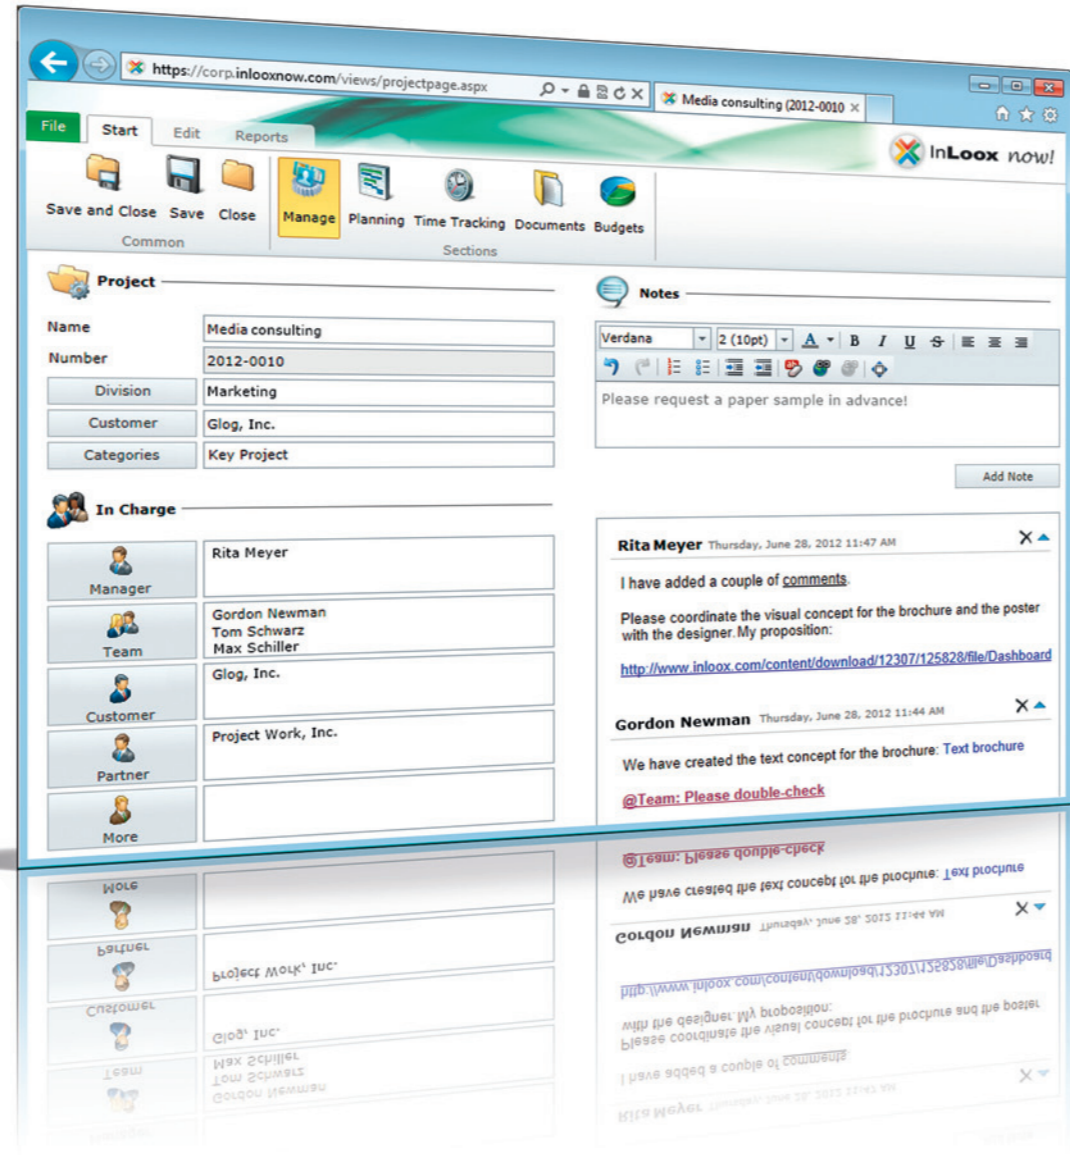 https://corp.inlooxnow.com/views/projectpage.aspx
Media consulting (2012-0010
File Start Edit Reports
InLoox now!
Save and Close Save Close Manage Planning Time Tracking Documents Budgets
Common Sections
Project
Name Media consulting
Number 2012-0010
Division Marketing
Customer Glog, Inc.
Categories Key Project
In Charge
Manager Rita Meyer
Team Gordon Newman
Tom Schwarz
Max Schiller
Customer Glog, Inc.
Partner Project Work, Inc.
More
Notes
Verdana 2 (10pt) A B I U S
Please request a paper sample in advance!
Add Note
Rita Meyer Thursday, June 28, 2012 11:47 AM
I have added a couple of comments.
Please coordinate the visual concept for the brochure and the poster
with the designer. My proposition:
http://www.inloox.com/content/download/12307/125828/file/Dashboard
Gordon Newman Thursday, June 28, 2012 11:44 AM
We have created the text concept for the brochure: Text brochure
@Team: Please double-check